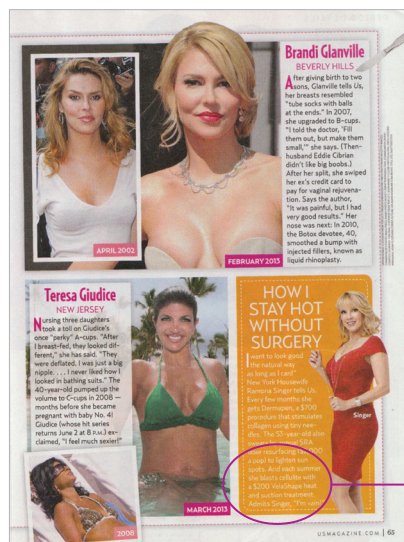 Brandi Glanville
BEVERLY HILLS
After giving birth to two
sons, Glanville tells Us,
her breasts resembled
"tube socks with balls
at the ends." In 2007,
she upgraded to B-cups.
"I told the doctor, 'Fill
them out, but make them
small,'" she says. (Then-
husband Eddie Cibrian
didn't like big boobs.)
After her split, she swiped
her ex's credit card to
pay for vaginal rejuvena-
tion. Says the author,
"It was painful, but I had
very good results." Her
nose was next: In 2010,
the Botox devotee, 40,
smoothed a bump with
injected fillers, known as
liquid rhinoplasty.
APRIL 2002
FEBRUARY 2013
Teresa Giudice
NEW JERSEY
Nursing three daughters
took a toll on Giudice's
once "perky" A-cups. "After
I breast-fed, they looked dif-
ferent," she has said. "They
were deflated. I was just a big
nipple. . . . I never liked how I
looked in bathing suits." The
40-year-old pumped up the
volume to C-cups in 2008 —
months before she became
pregnant with baby No. 4!
Giudice (whose hit series
returns June 2 at 8 P.M.) ex-
claimed, "I feel much sexier!"
2008
MARCH 2013
HOW I
STAY HOT
WITHOUT
SURGERY
I want to look good
the natural way
as long as I can!"
New York Housewife
Ramona Singer tells Us.
Every few months she
gets Dermapen, a $700
procedure that stimulates
collagen using tiny nee-
dles. The 53-year-old also
SRA
laser resurfacing
a pop) to lighten sun
spots. And each summer
she blasts cellulite with
a $200 VelaShape heat
and suction treatment.
Admits Singer, "I'm vain!"
Singer
USMAGAZINE.COM | 65